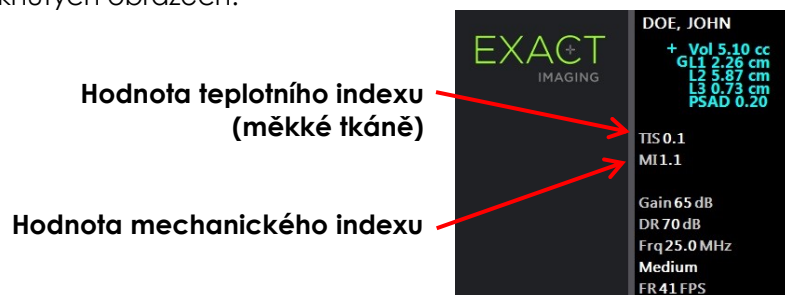 DOE, JOHN
EXACT
IMAGING
+ Vol 5.10 cc
GL1 2.26 cm
L2 5.87 cm
L3 0.73 cm
PSAD 0.20
Hodnota teplotního indexu
(měkké tkáně)
TIS 0.1
MI 1.1
Hodnota mechanického indexu
Gain 65 dB
DR 70 dB
Frq 25.0 MHz
Medium
FR 41 FPS